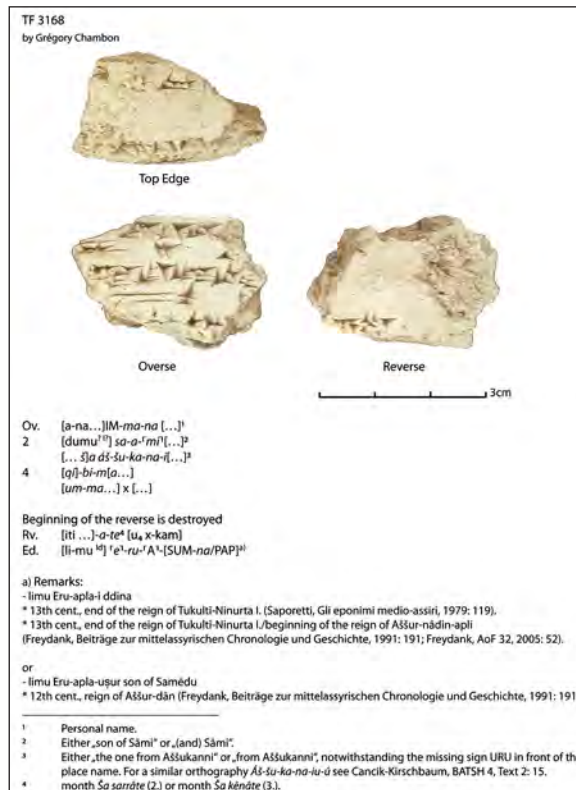 TF 3168
by Grégory Chambon
Top Edge
Overse
Reverse
3cm
Ov. [a-na…]IM-ma-na […]¹
2 [dumu⸢?⸣] sa-a-⸢mi⸣[…]²
[… š]a áš-šu-ka-na-i[…]³
4 [qí]-bi-m[a…]
[um-ma…] x […]
Beginning of the reverse is destroyed
Rv. [iti …]-a-te⁴ [u₄ x-kam]
Ed. [li-mu ᴵᵈ] ⸢e⸣-ru-⸢A⸣-[SUM-na/PAP]ᵃ⁾
a) Remarks:
- limu Eru-apla-i ddina
* 13th cent., end of the reign of Tukulti-Ninurta I. (Saporetti, Gli eponimi medio-assiri, 1979: 119).
* 13th cent., end of the reign of Tukulti-Ninurta I./beginning of the reign of Aššur-nādin-apli
(Freydank, Beiträge zur mittelassyrischen Chronologie und Geschichte, 1991: 191; Freydank, AoF 32, 2005: 52).
or
- limu Eru-apla-uṣur son of Samédu
* 12th cent., reign of Aššur-dān (Freydank, Beiträge zur mittelassyrischen Chronologie und Geschichte, 1991: 191
¹ Personal name.
² Either „son of Sāmi" or „(and) Sāmi".
³ Either „the one from Aššukanni" or „from Aššukanni", notwithstanding the missing sign URU in front of the
place name. For a similar orthography Áš-šu-ka-na-iu-ú see Cancik-Kirschbaum, BATSH 4, Text 2: 15.
⁴ month Ša sarrāte (2.) or month Ša kēnāte (3.).